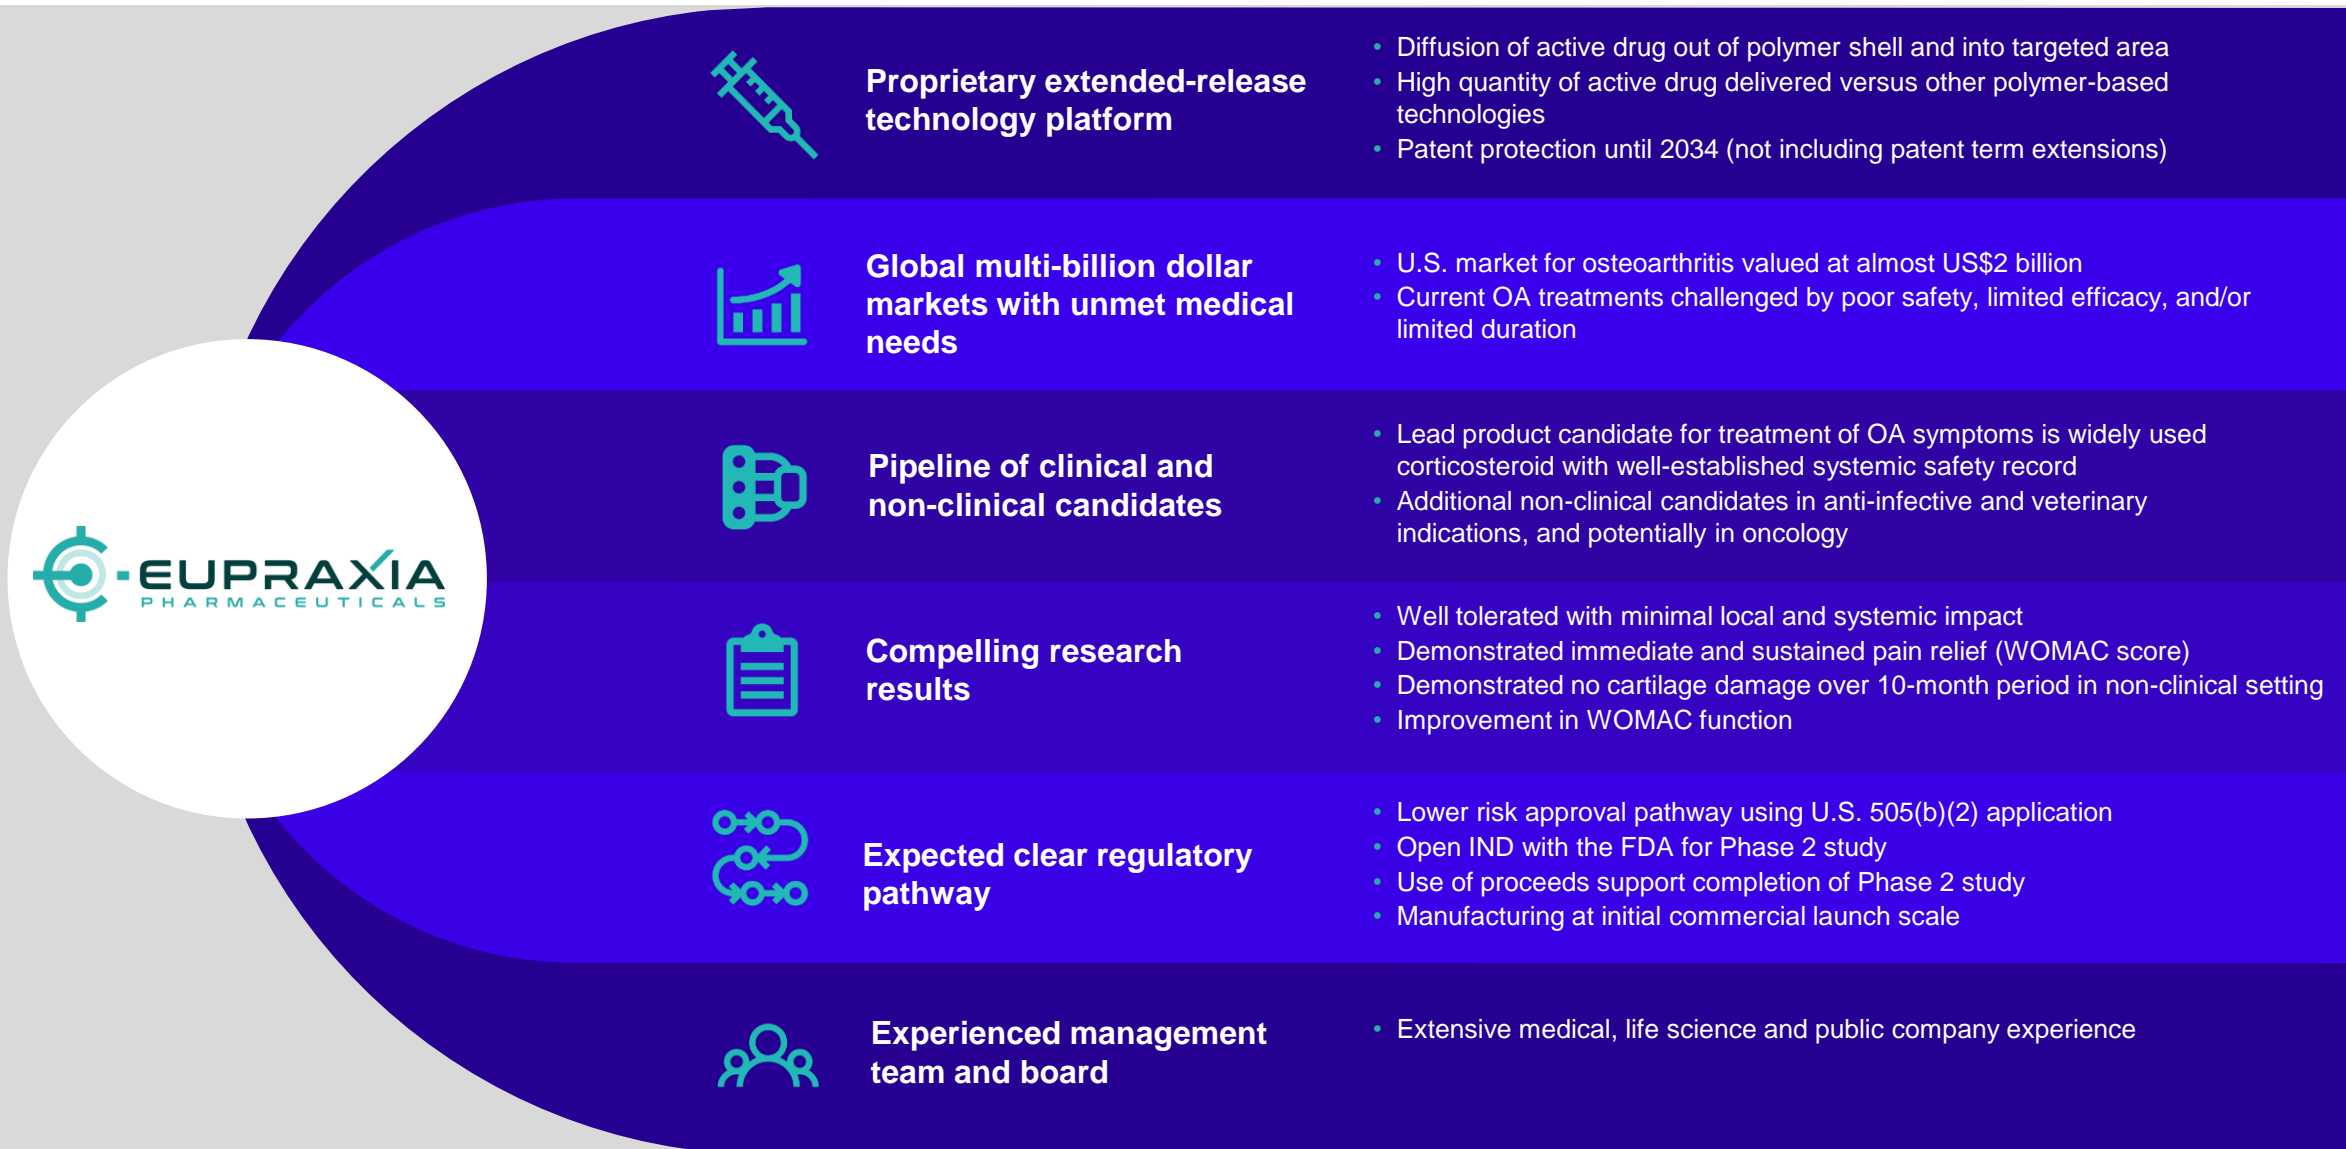 EUPRAXIA
PHARMACEUTICALS
Proprietary extended-release
technology platform
• Diffusion of active drug out of polymer shell and into targeted area
• High quantity of active drug delivered versus other polymer-based
technologies
• Patent protection until 2034 (not including patent term extensions)
Global multi-billion dollar
markets with unmet medical
needs
• U.S. market for osteoarthritis valued at almost US$2 billion
• Current OA treatments challenged by poor safety, limited efficacy, and/or
limited duration
Pipeline of clinical and
non-clinical candidates
• Lead product candidate for treatment of OA symptoms is widely used
corticosteroid with well-established systemic safety record
• Additional non-clinical candidates in anti-infective and veterinary
indications, and potentially in oncology
Compelling research
results
• Well tolerated with minimal local and systemic impact
• Demonstrated immediate and sustained pain relief (WOMAC score)
• Demonstrated no cartilage damage over 10-month period in non-clinical setting
• Improvement in WOMAC function
Expected clear regulatory
pathway
• Lower risk approval pathway using U.S. 505(b)(2) application
• Open IND with the FDA for Phase 2 study
• Use of proceeds support completion of Phase 2 study
• Manufacturing at initial commercial launch scale
Experienced management
team and board
• Extensive medical, life science and public company experience